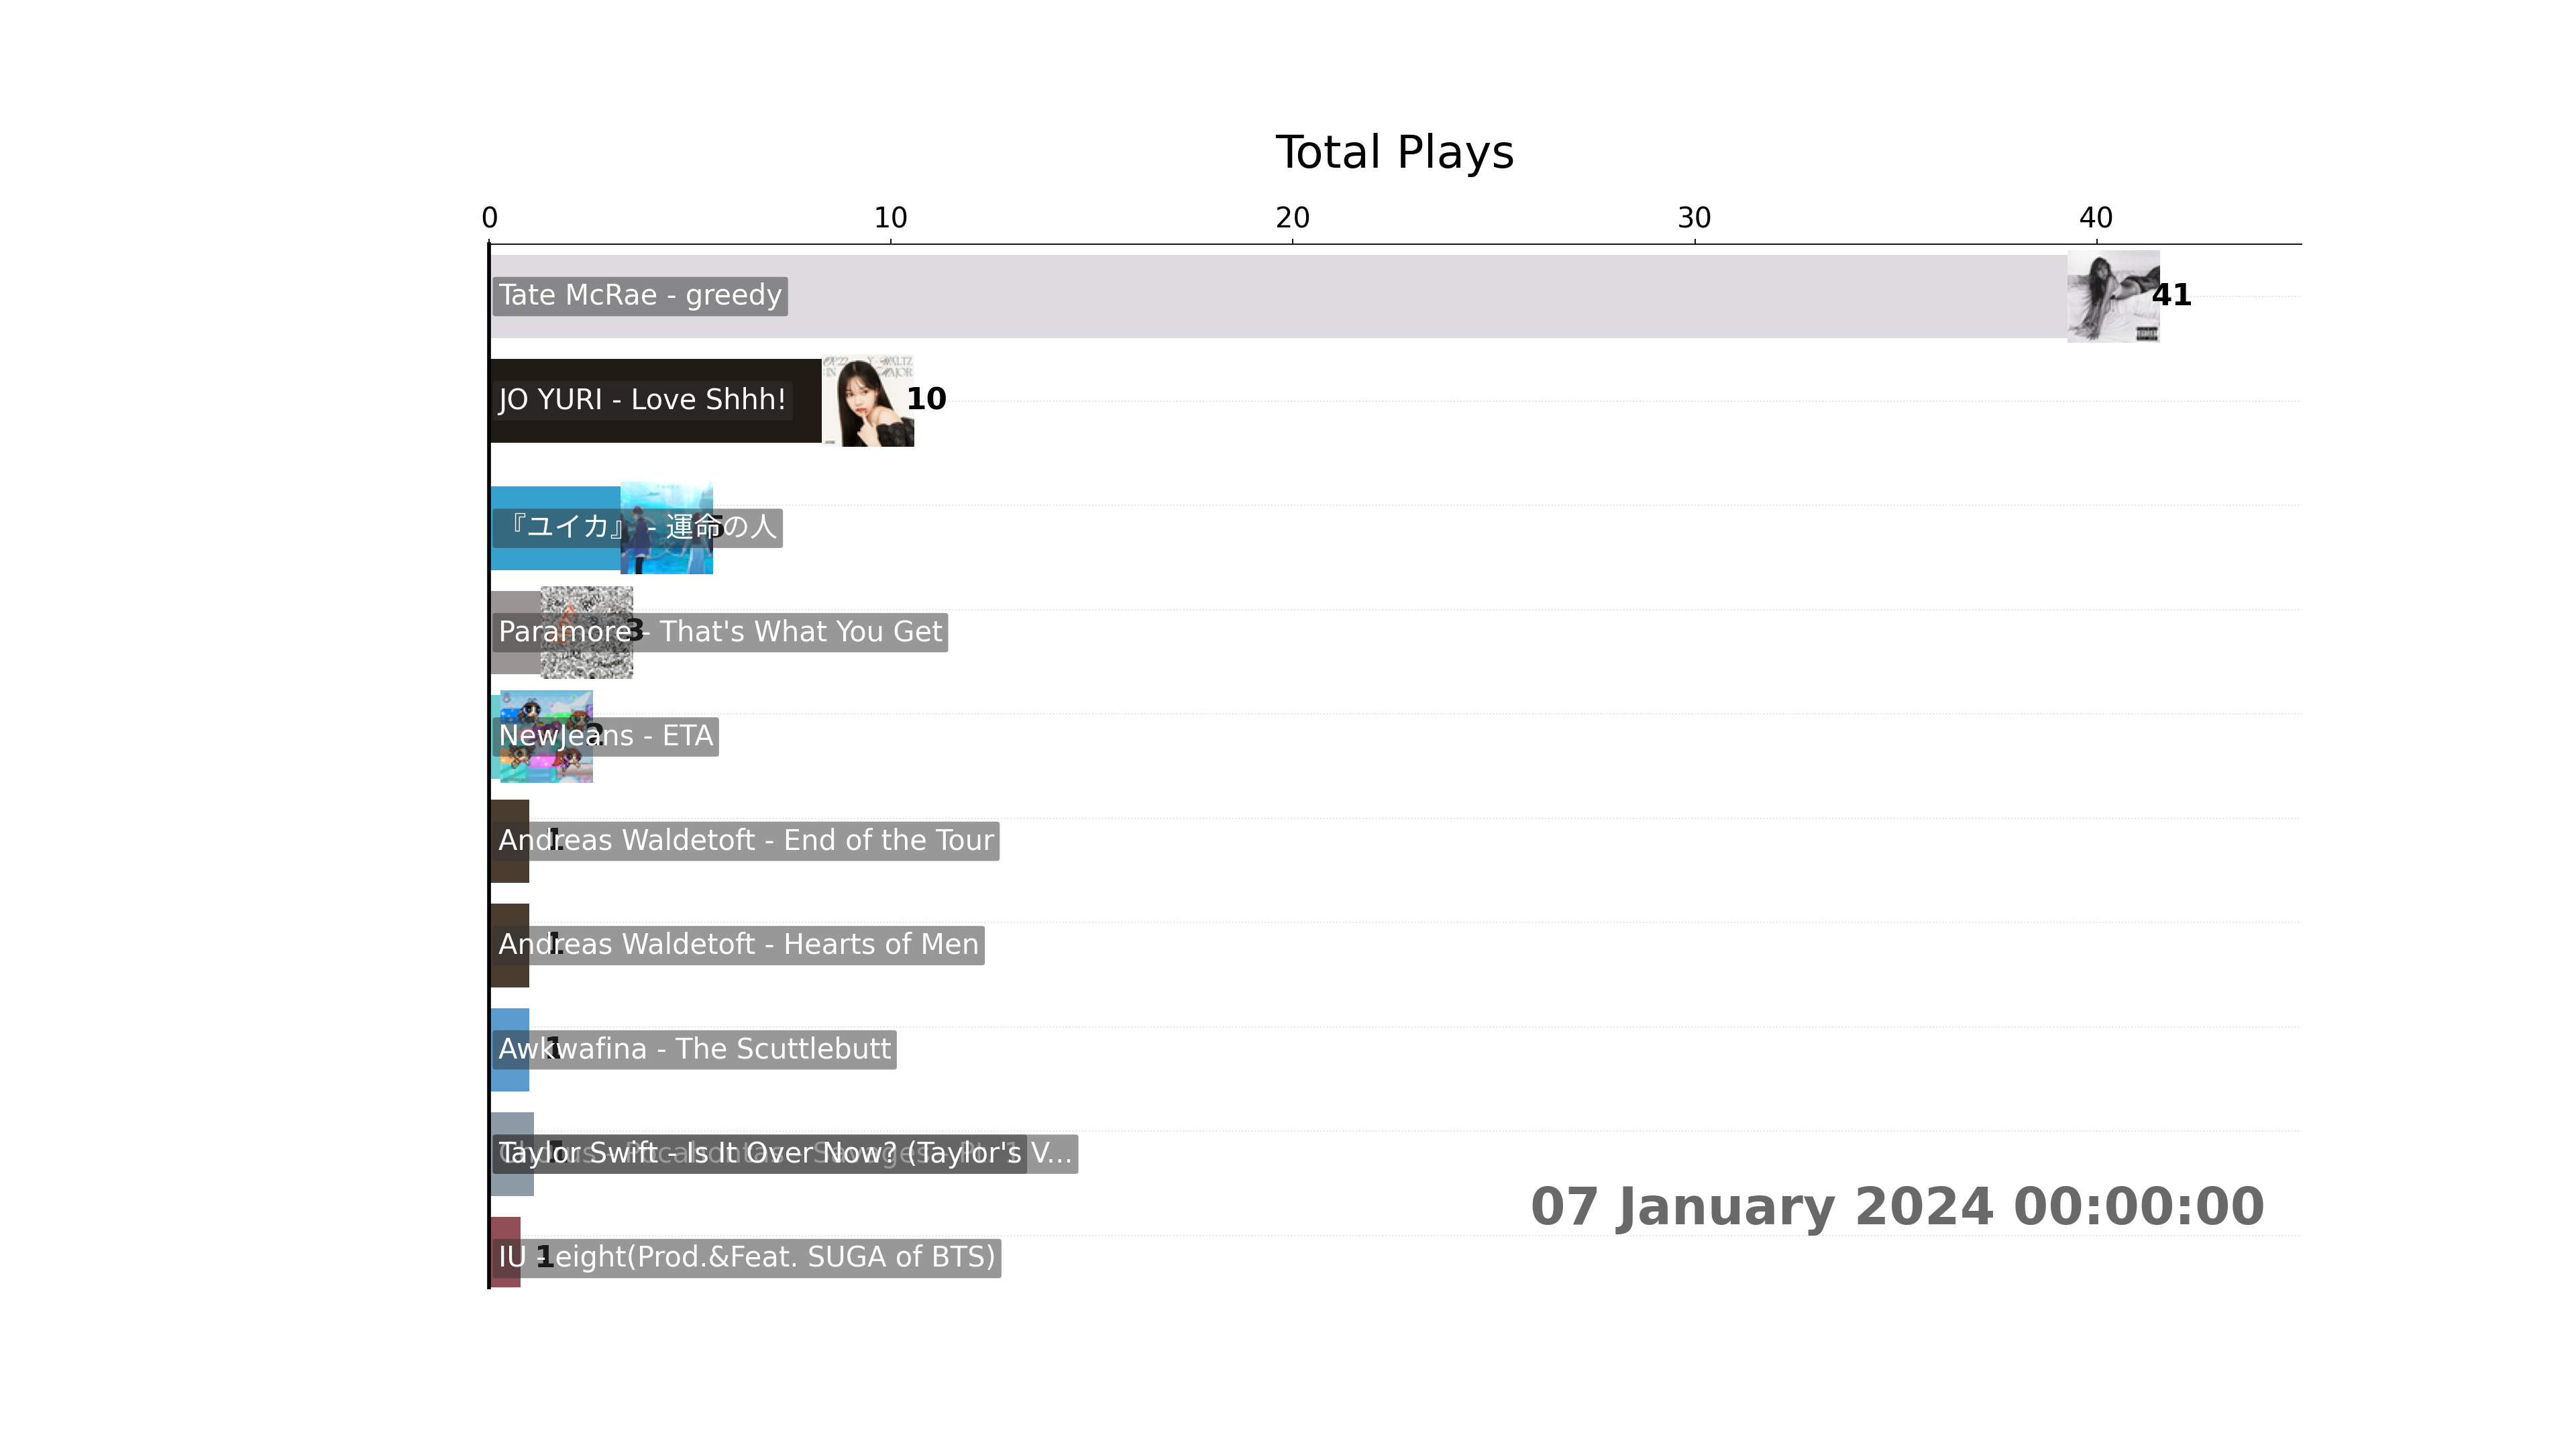 Total Plays
0 10 20 30 40
Tate McRae - greedy 41
JO YURI - Love Shhh! 10
『ユイカ』 - 運命の人 5
Paramore - That's What You Get 3
NewJeans - ETA 2
Andreas Waldetoft - End of the Tour 1
Andreas Waldetoft - Hearts of Men 1
Awkwafina - The Scuttlebutt 1
Taylor Swift - Is It Over Now? (Taylor's V...
07 January 2024 00:00:00
IU - eight(Prod.&Feat. SUGA of BTS) 1